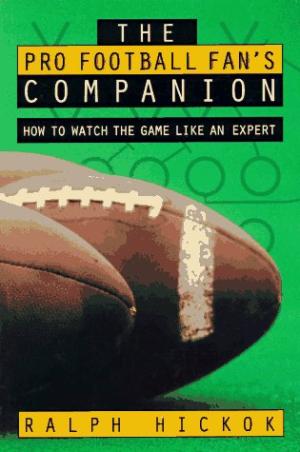 THE
PRO FOOTBALL FAN'S
COMPANION
HOW TO WATCH THE GAME LIKE AN EXPERT
RALPH HICKOK